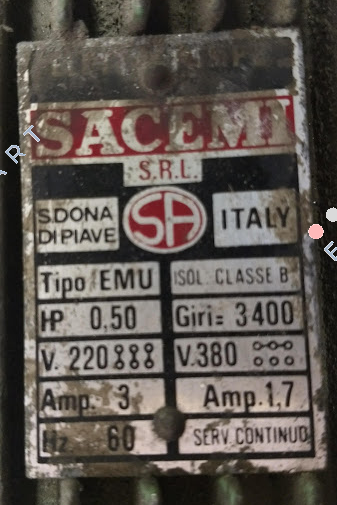 SACEMI
S.R.L.
S.DONA
DI PIAVE
SA
ITALY
Tipo EMU
ISOL. CLASSE B
HP 0,50
Giri= 3400
V. 220
V.380
Amp. 3
Amp.1,7
Hz 60
SERV.CONTINUO
ART